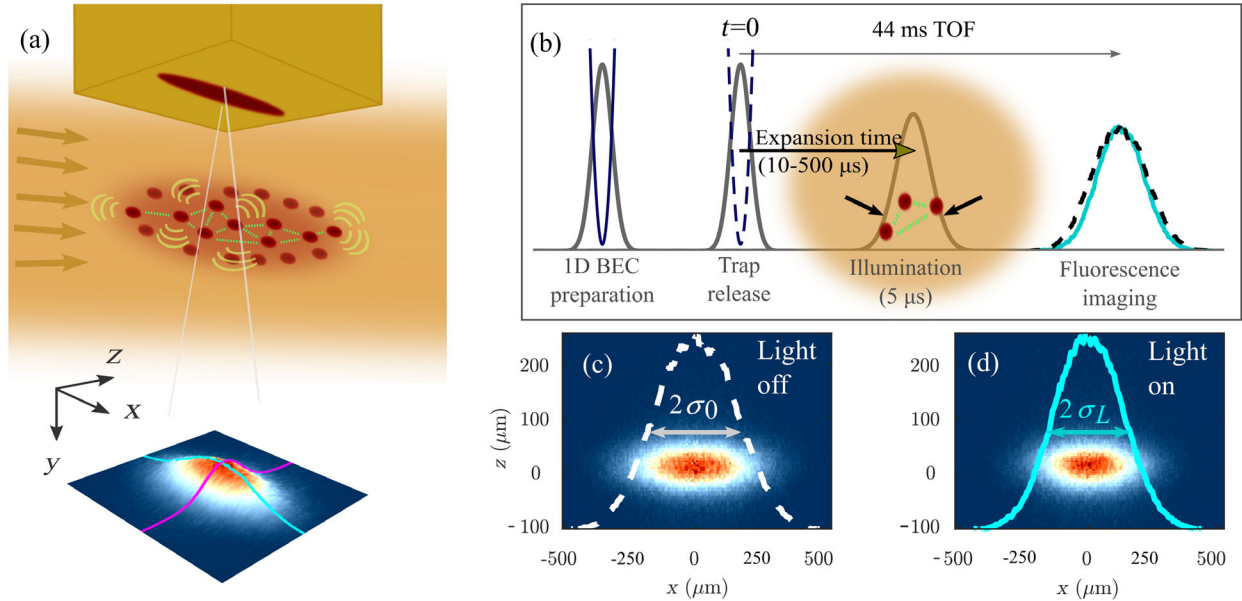 (a)
z
x
y
(b)
t=0
44 ms TOF
Expansion time
(10-500 μs)
1D BEC
preparation
Trap
release
Illumination
(5 μs)
Fluorescence
imaging
(c)
Light
off
2σ0
200
100
0
-100
z (μm)
-500
-250
0
250
500
x (μm)
(d)
Light
on
2σL
200
100
0
-100
-500
-250
0
250
500
x (μm)